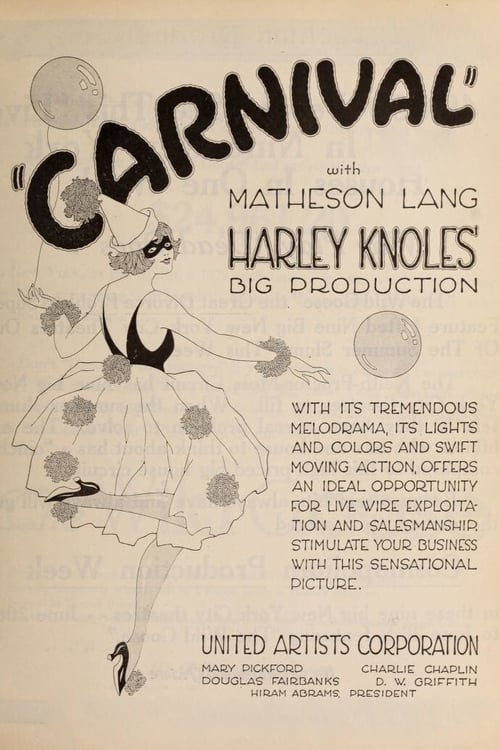 "CARNIVAL"
with
MATHESON LANG
HARLEY KNOLES'
BIG PRODUCTION
WITH ITS TREMENDOUS
MELODRAMA, ITS LIGHTS
AND COLORS AND SWIFT
MOVING ACTION, OFFERS
AN IDEAL OPPORTUNITY
FOR LIVE WIRE EXPLOITA-
TION AND SALESMANSHIP.
STIMULATE YOUR BUSINESS
WITH THIS SENSATIONAL
PICTURE.
UNITED ARTISTS CORPORATION
MARY PICKFORD CHARLIE CHAPLIN
DOUGLAS FAIRBANKS D. W. GRIFFITH
HIRAM ABRAMS, PRESIDENT